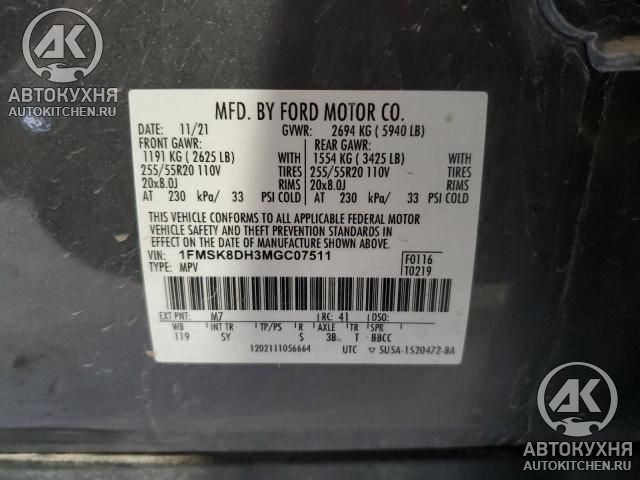 AK
АВТОКУХНЯ
AUTOKITCHEN.RU
MFD. BY FORD MOTOR CO.
DATE: 11/21 GVWR: 2694 KG ( 5940 LB)
FRONT GAWR: REAR GAWR:
1191 KG ( 2625 LB) WITH 1554 KG ( 3425 LB) WITH
255/55R20 110V TIRES 255/55R20 110V TIRES
20x8.0J RIMS 20x8.0J RIMS
AT 230 kPa/ 33 PSI COLD AT 230 kPa/ 33 PSI COLD
THIS VEHICLE CONFORMS TO ALL APPLICABLE FEDERAL MOTOR
VEHICLE SAFETY AND THEFT PREVENTION STANDARDS IN
EFFECT ON THE DATE OF MANUFACTURE SHOWN ABOVE.
VIN: 1FMSK8DH3MGC07511 F0116
TYPE: MPV T0219
EXT PNT: M7 RC: 41
WB INT TR TP/PS R AXLE TR SPR
119 SY S 3B T BBCC
1202111056664 UTC ▽ 5U5A-1520472-BA
AK
АВТОКУХНЯ
AUTOKITCHEN.RU